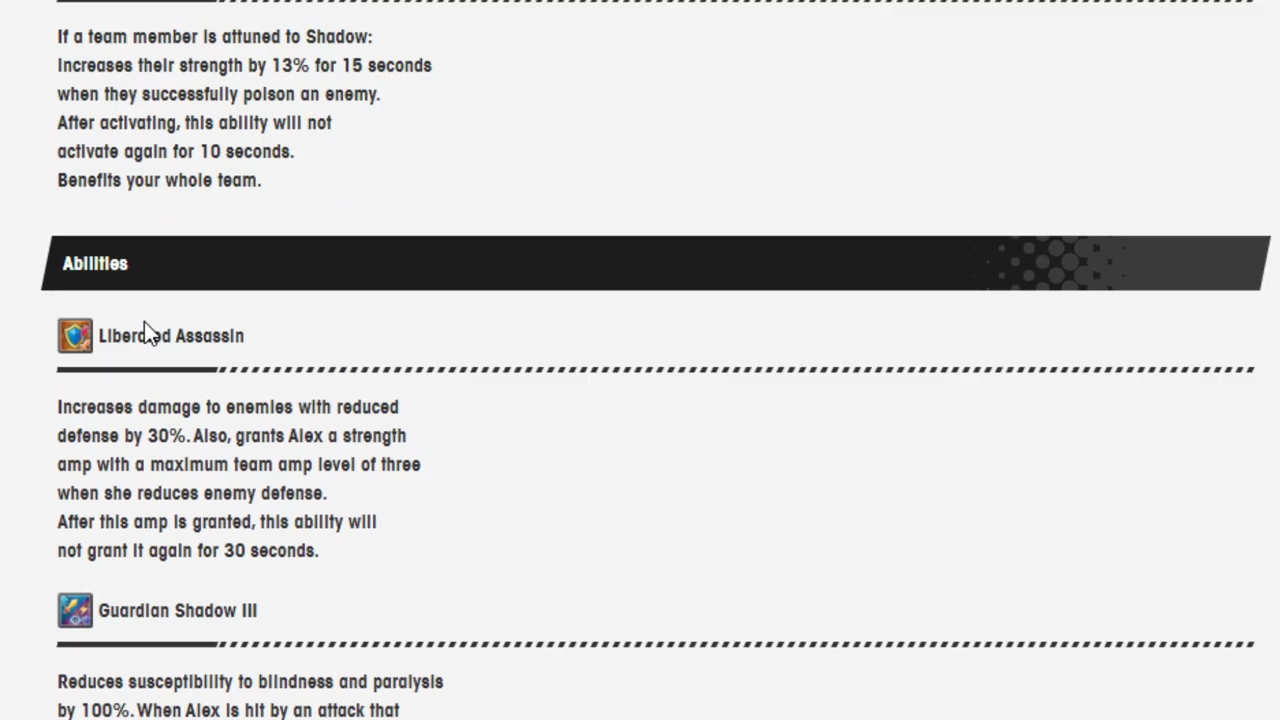 If a team member is attuned to Shadow:
Increases their strength by 13% for 15 seconds
when they successfully poison an enemy.
After activating, this ability will not
activate again for 10 seconds.
Benefits your whole team.
Abilities
Liberated Assassin
Increases damage to enemies with reduced
defense by 30%. Also, grants Alex a strength
amp with a maximum team amp level of three
when she reduces enemy defense.
After this amp is granted, this ability will
not grant it again for 30 seconds.
Guardian Shadow III
Reduces susceptibility to blindness and paralysis
by 100%. When Alex is hit by an attack that